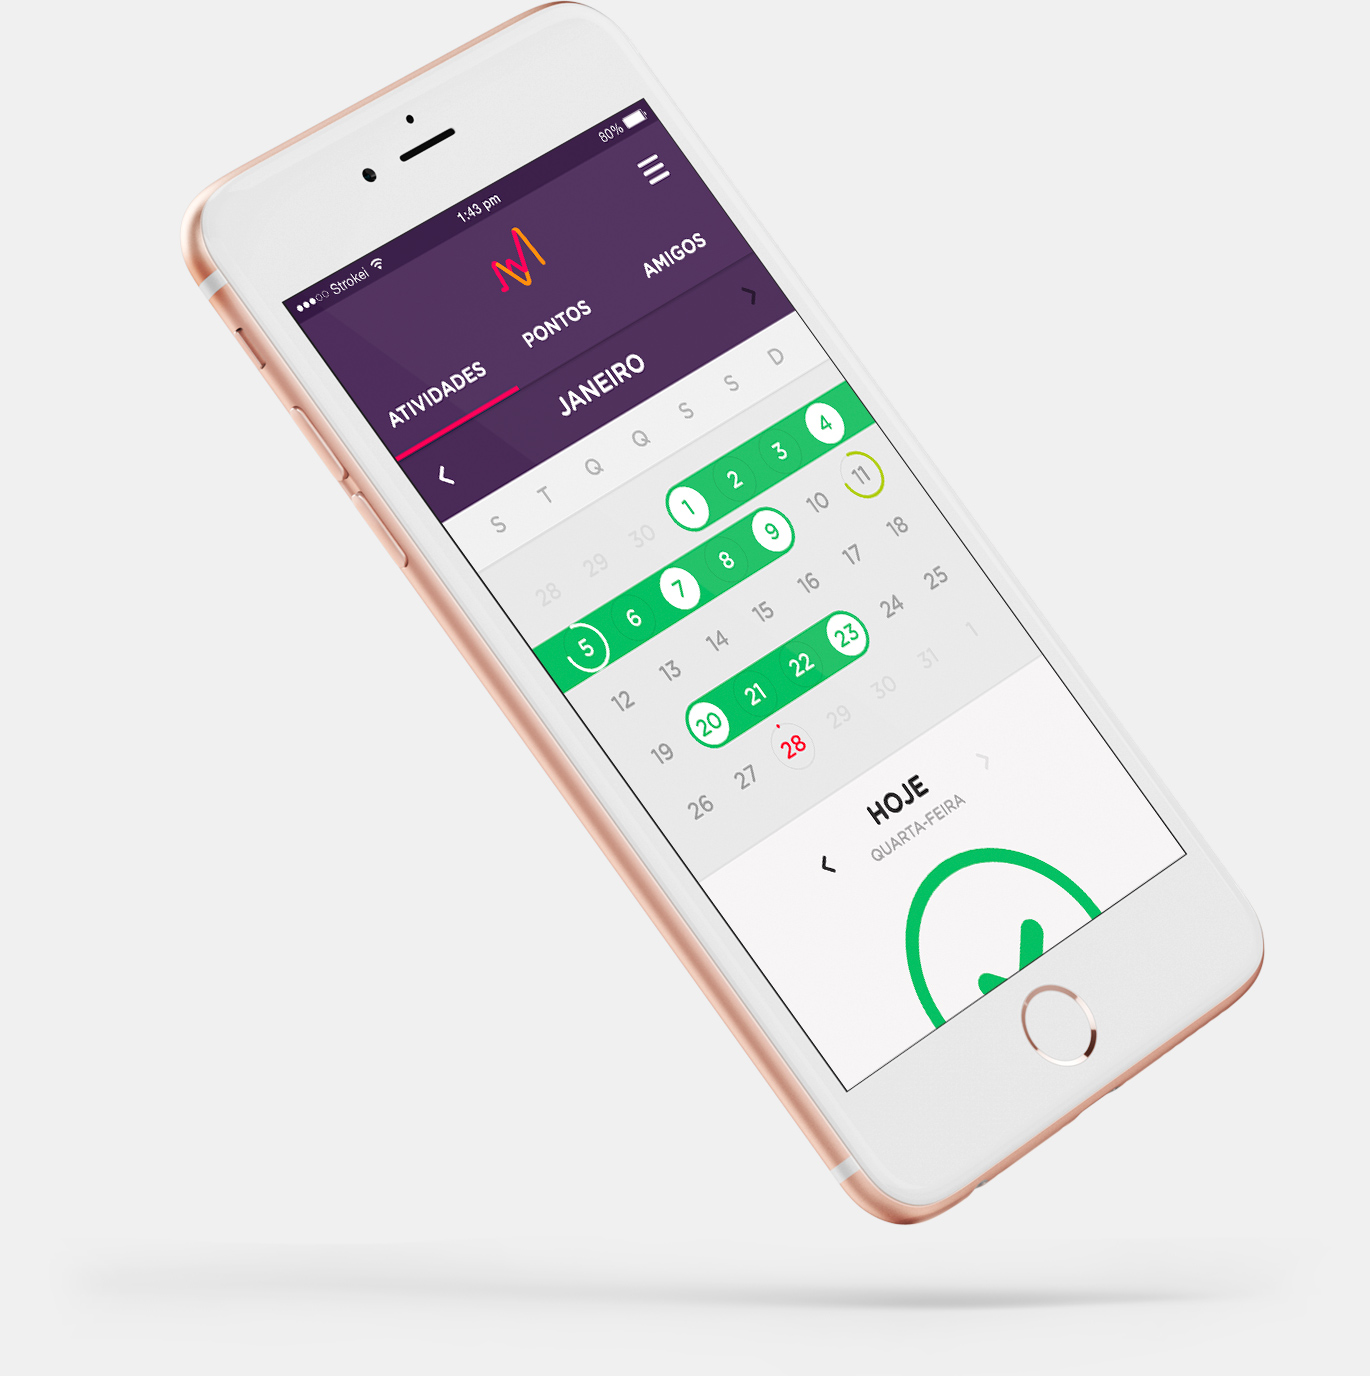 Strokei 1:43 pm 80%
ATIVIDADES PONTOS AMIGOS
JANEIRO
S T Q Q S S D
28 29 30 1 2 3 4
5 6 7 8 9 10 11
12 13 14 15 16 17 18
19 20 21 22 23 24 25
26 27 28 29 30 31 1
HOJE
QUARTA-FEIRA